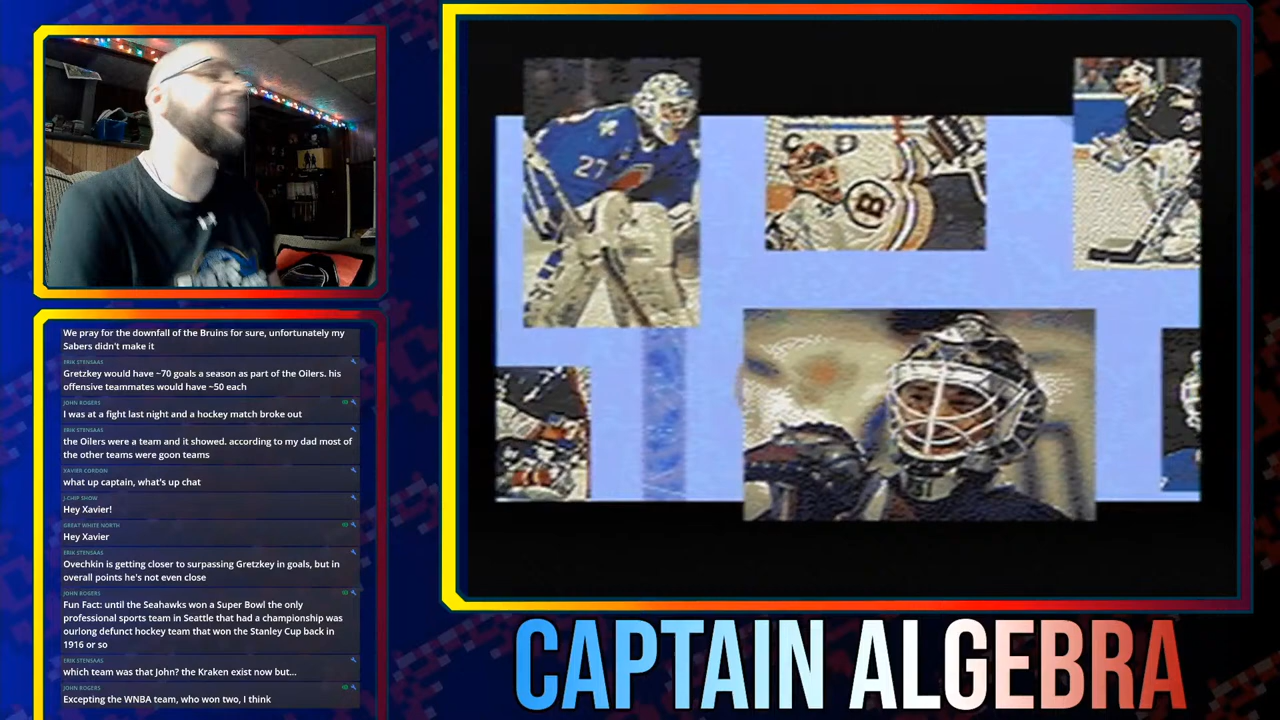 We pray for the downfall of the Bruins for sure, unfortunately my
Sabers didn't make it
ERIK STENSAAS
Gretzkey would have ~70 goals a season as part of the Oilers. his
offensive teammates would have ~50 each
JOHN ROGERS
I was at a fight last night and a hockey match broke out
ERIK STENSAAS
the Oilers were a team and it showed. according to my dad most of
the other teams were goon teams
XAVIER CORDON
what up captain, what's up chat
J-CHIP SHOW
Hey Xavier!
GREAT WHITE NORTH
Hey Xavier
ERIK STENSAAS
Ovechkin is getting closer to surpassing Gretzkey in goals, but in
overall points he's not even close
JOHN ROGERS
Fun Fact: until the Seahawks won a Super Bowl the only
professional sports team in Seattle that had a championship was
ourlong defunct hockey team that won the Stanley Cup back in
1916 or so
ERIK STENSAAS
which team was that John? the Kraken exist now but...
JOHN ROGERS
Excepting the WNBA team, who won two, I think
27
B
31
CAPTAIN ALGEBRA